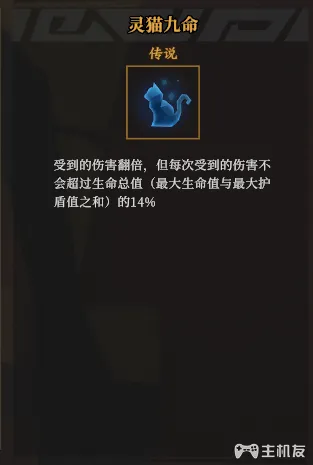 灵猫九命
传说
受到的伤害翻倍，但每次受到的伤害不
会超过生命总值（最大生命值与最大护
盾值之和）的14%
主机友